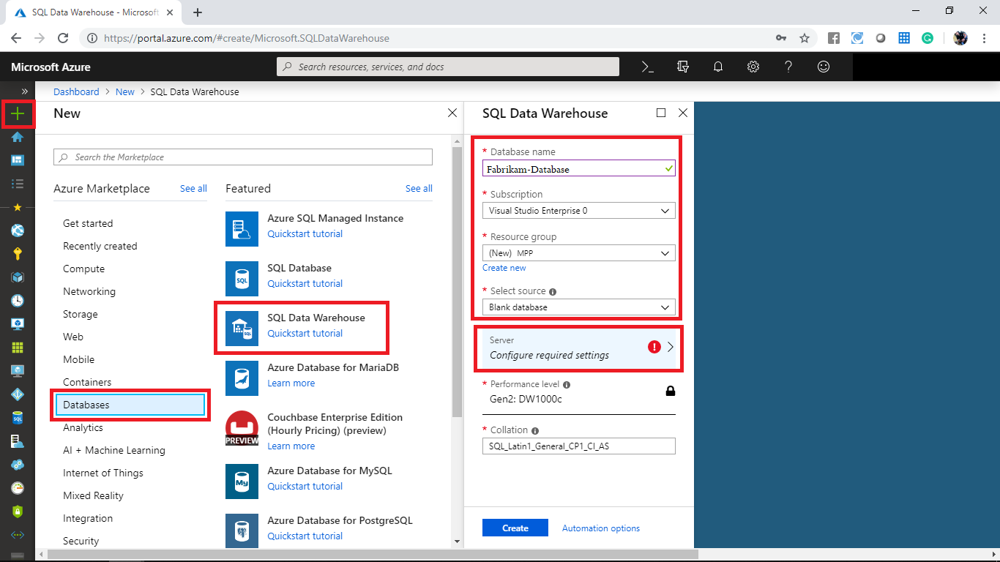 SQL Data Warehouse - Microsoft
https://portal.azure.com/#create/Microsoft.SQLDataWarehouse
Microsoft Azure
Search resources, services, and docs
Dashboard > New > SQL Data Warehouse
New
Search the Marketplace
Azure Marketplace See all
Get started
Recently created
Compute
Networking
Storage
Web
Mobile
Containers
Databases
Analytics
AI + Machine Learning
Internet of Things
Mixed Reality
Integration
Security
Featured See all
Azure SQL Managed Instance
Quickstart tutorial
SQL
SQL Database
Quickstart tutorial
SQL
SQL Data Warehouse
Quickstart tutorial
Azure Database for MariaDB
Learn more
PREVIEW
Couchbase Enterprise Edition
(Hourly Pricing) (preview)
Learn more
My
Azure Database for MySQL
Quickstart tutorial
Azure Database for PostgreSQL
Quickstart tutorial
SQL Data Warehouse
* Database name
Fabrikam-Database
* Subscription
Visual Studio Enterprise 0
* Resource group
(New) MPP
Create new
* Select source
Blank database
Server
Configure required settings
* Performance level
Gen2: DW1000c
* Collation
SQL_Latin1_General_CP1_CI_AS
Create Automation options